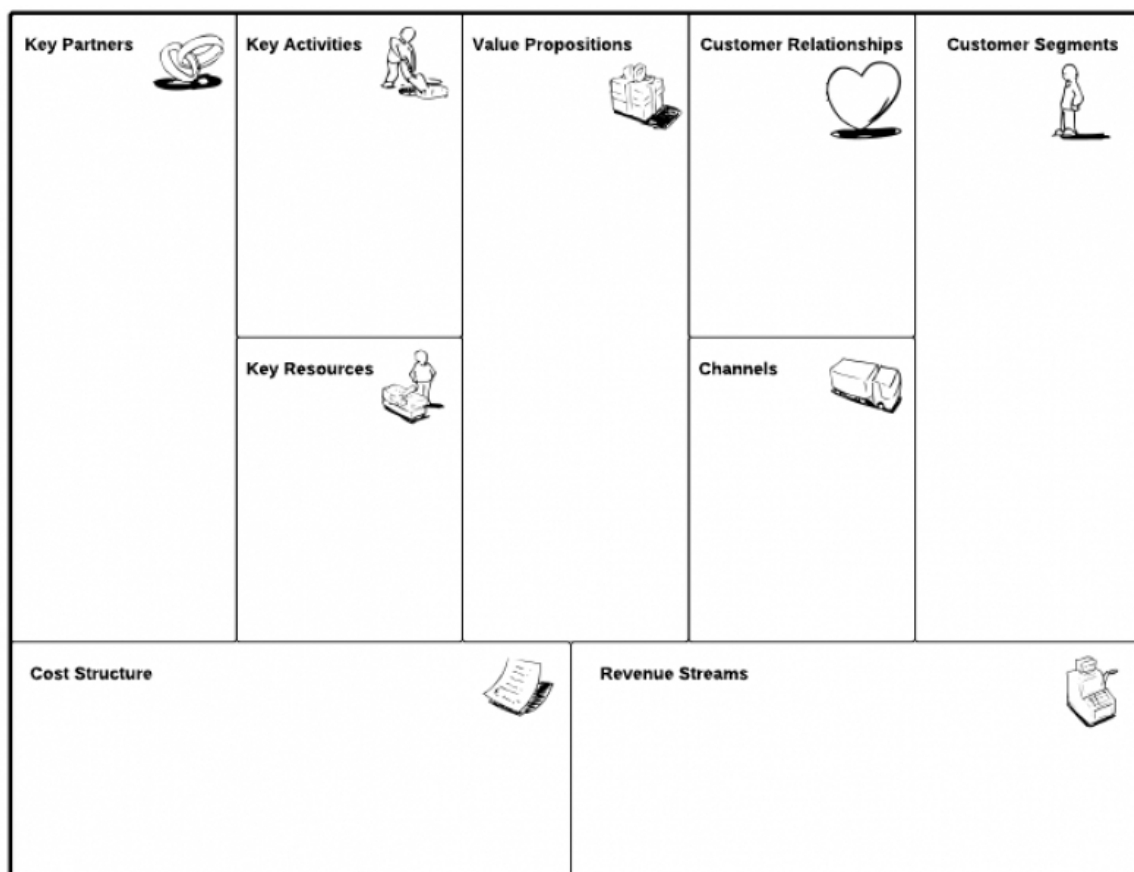 Key Partners
Key Activities
Value Propositions
Customer Relationships
Customer Segments
Key Resources
Channels
Cost Structure
Revenue Streams